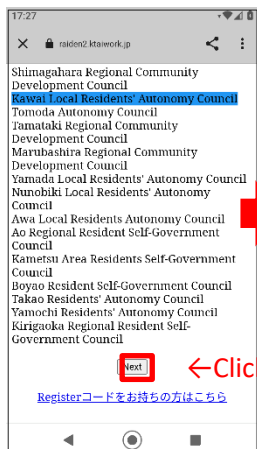 17:27
raiden2.ktaiwork.jp
Shimagahara Regional Community
Development Council
Kawai Local Residents' Autonomy Council
Tomoda Autonomy Council
Tamataki Regional Community
Development Council
Marubashira Regional Community
Development Council
Yamada Local Residents' Autonomy Council
Nunobiki Local Residents' Autonomy
Council
Awa Local Residents Autonomy Council
Ao Regional Resident Self-Government
Council
Kametsu Area Residents Self-Government
Council
Boyao Resident Self-Government Council
Takao Residents' Autonomy Council
Yamochi Residents' Autonomy Council
Kirigaoka Regional Resident Self-
Government Council
Next ←Clic
Registerコードをお持ちの方はこちら